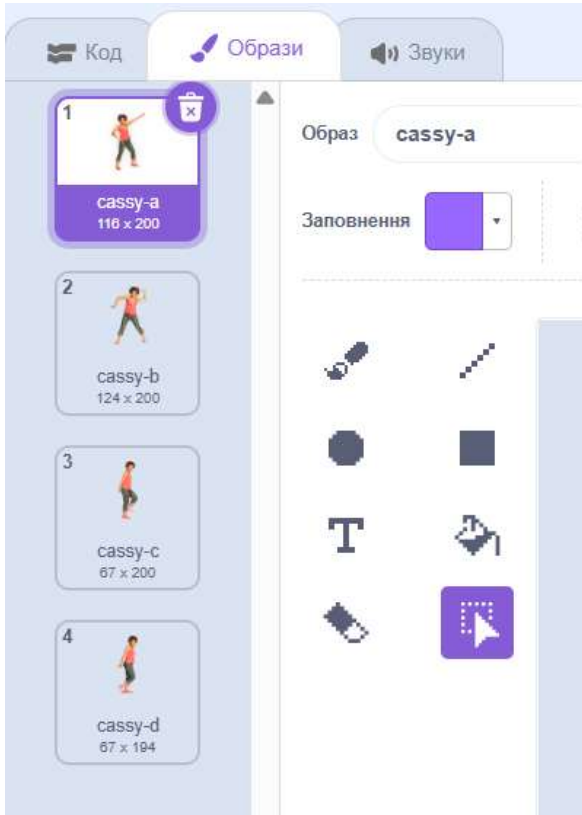 Код
Образи
Звуки
1
cassy-a
116 x 200
2
cassy-b
124 x 200
3
cassy-c
67 x 200
4
cassy-d
67 x 194
Образ
cassy-a
Заповнення
T